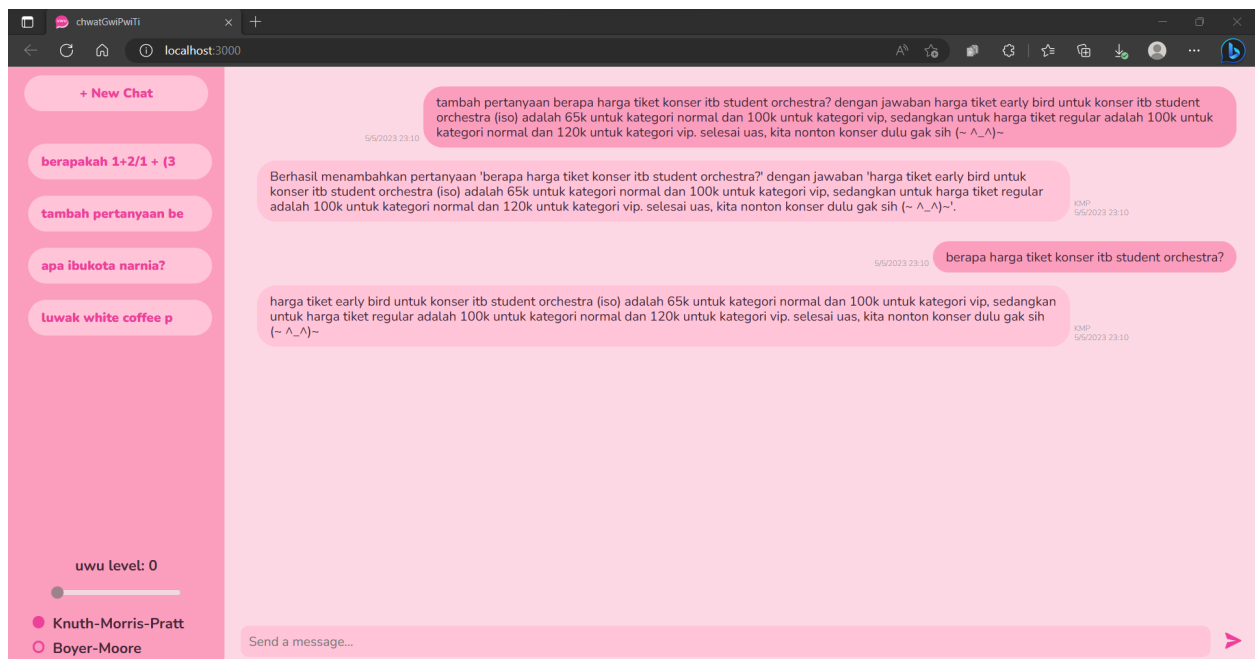 chwatGwiPwiTi
localhost:3000
+ New Chat
berapakah 1+2/1 + (3
tambah pertanyaan be
apa ibukota narnia?
luwak white coffee p
uwu level: 0
Knuth-Morris-Pratt
Boyer-Moore
tambah pertanyaan berapa harga tiket konser itb student orchestra? dengan jawaban harga tiket early bird untuk konser itb student
orchestra (iso) adalah 65k untuk kategori normal dan 100k untuk kategori vip, sedangkan untuk harga tiket regular adalah 100k untuk
kategori normal dan 120k untuk kategori vip. selesai uas, kita nonton konser dulu gak sih (~ ^_^)~
5/5/2023 23:10
Berhasil menambahkan pertanyaan 'berapa harga tiket konser itb student orchestra?' dengan jawaban 'harga tiket early bird untuk
konser itb student orchestra (iso) adalah 65k untuk kategori normal dan 100k untuk kategori vip, sedangkan untuk harga tiket regular
adalah 100k untuk kategori normal dan 120k untuk kategori vip. selesai uas, kita nonton konser dulu gak sih (~ ^_^)~'.
KMP
5/5/2023 23:10
5/5/2023 23:10
berapa harga tiket konser itb student orchestra?
harga tiket early bird untuk konser itb student orchestra (iso) adalah 65k untuk kategori normal dan 100k untuk kategori vip, sedangkan
untuk harga tiket regular adalah 100k untuk kategori normal dan 120k untuk kategori vip. selesai uas, kita nonton konser dulu gak sih
(~ ^_^)~
KMP
5/5/2023 23:10
Send a message...